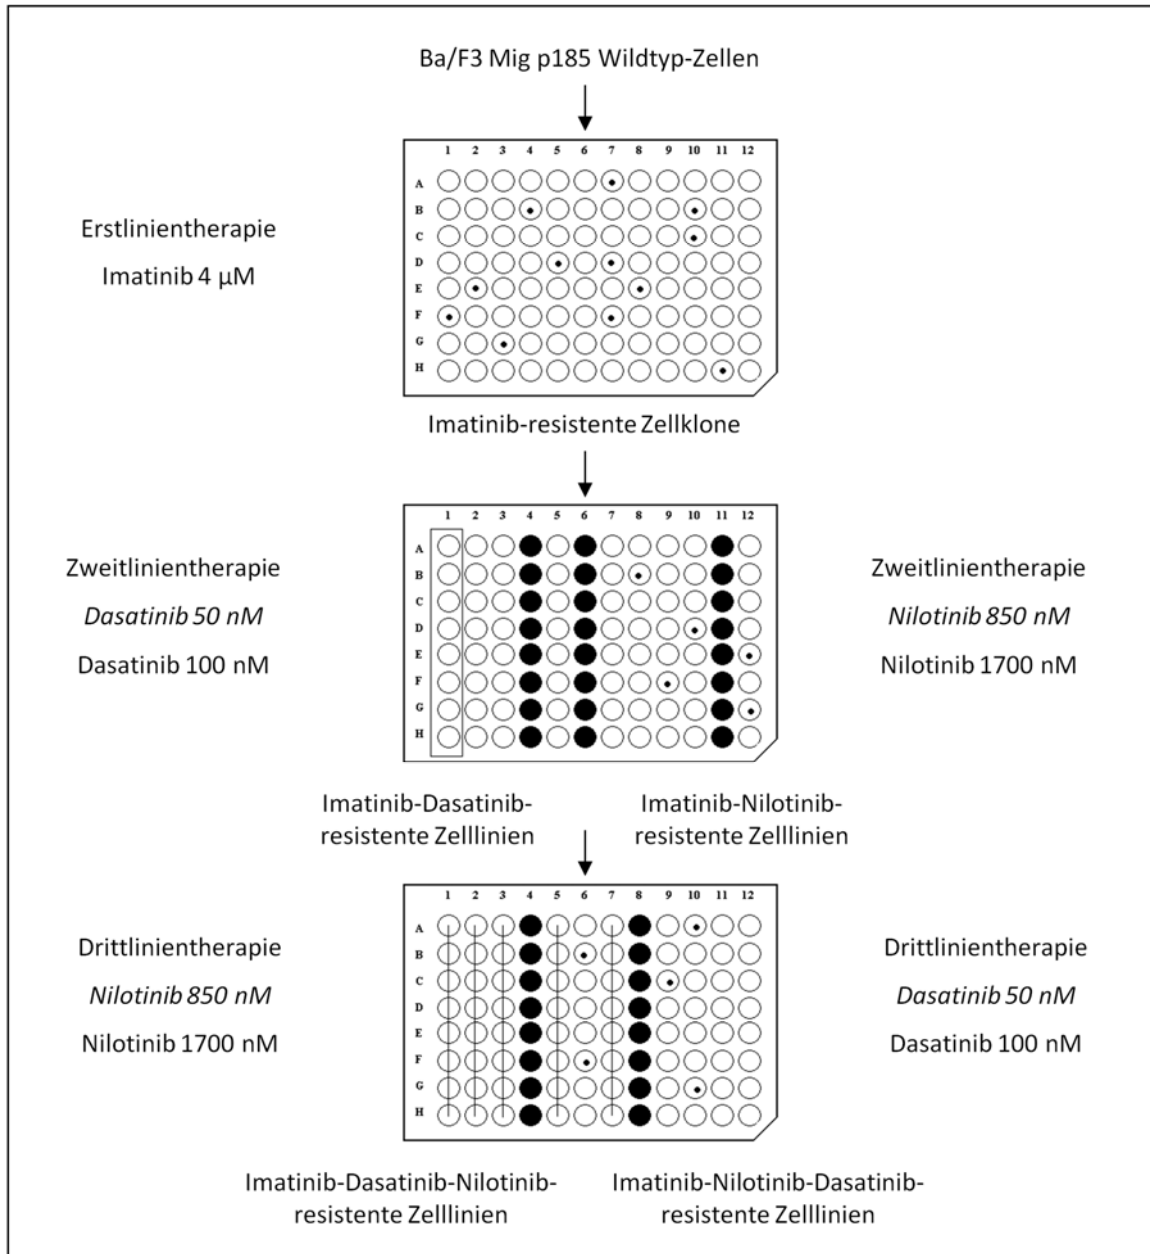 Ba/F3 Mig p185 Wildtyp-Zellen
1 2 3 4 5 6 7 8 9 10 11 12
A
B
C
D
E
F
G
H
Erstlinientherapie
Imatinib 4 µM
Imatinib-resistente Zellklone
1 2 3 4 5 6 7 8 9 10 11 12
A
B
C
D
E
F
G
H
Zweitlinientherapie
Dasatinib 50 nM
Dasatinib 100 nM
Zweitlinientherapie
Nilotinib 850 nM
Nilotinib 1700 nM
Imatinib-Dasatinib-
resistente Zelllinien
Imatinib-Nilotinib-
resistente Zelllinien
1 2 3 4 5 6 7 8 9 10 11 12
A
B
C
D
E
F
G
H
Drittlinientherapie
Nilotinib 850 nM
Nilotinib 1700 nM
Drittlinientherapie
Dasatinib 50 nM
Dasatinib 100 nM
Imatinib-Dasatinib-Nilotinib-
resistente Zelllinien
Imatinib-Nilotinib-Dasatinib-
resistente Zelllinien